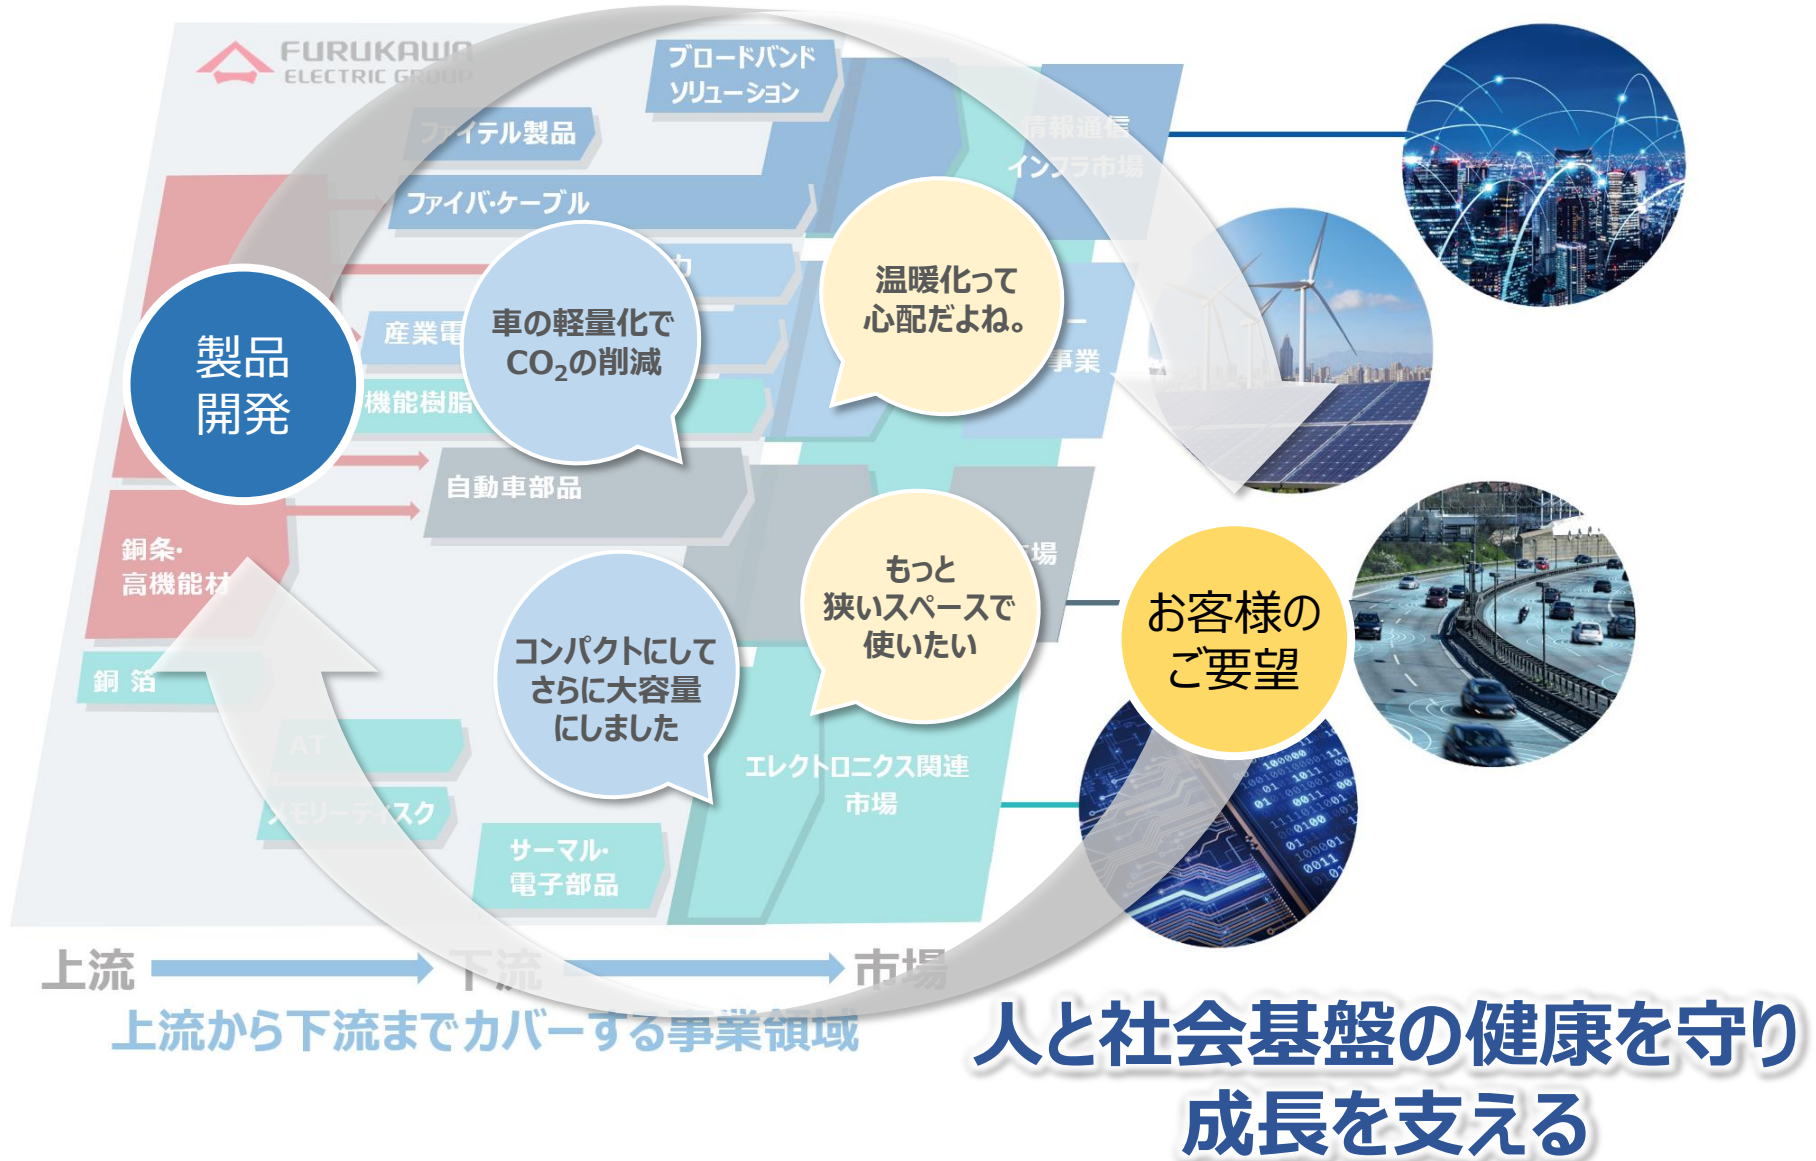 FURUKAWA
ELECTRIC GROUP
ブロードバンド
ソリューション
ファイテル製品
情報通信
インフラ市場
ファイバ・ケーブル
力
温暖化って
心配だよね。
車の軽量化で
CO₂の削減
産業電
ー
事業
製品
開発
機能樹脂
自動車部品
銅条・
高機能材
市場
もっと
狭いスペースで
使いたい
お客様の
ご要望
コンパクトにして
さらに大容量
にしました
銅 箔
AT
メモリーディスク
エレクトロニクス関連
市場
サーマル・
電子部品
上流
下流
市場
上流から下流までカバーする事業領域
人と社会基盤の健康を守り
成長を支える